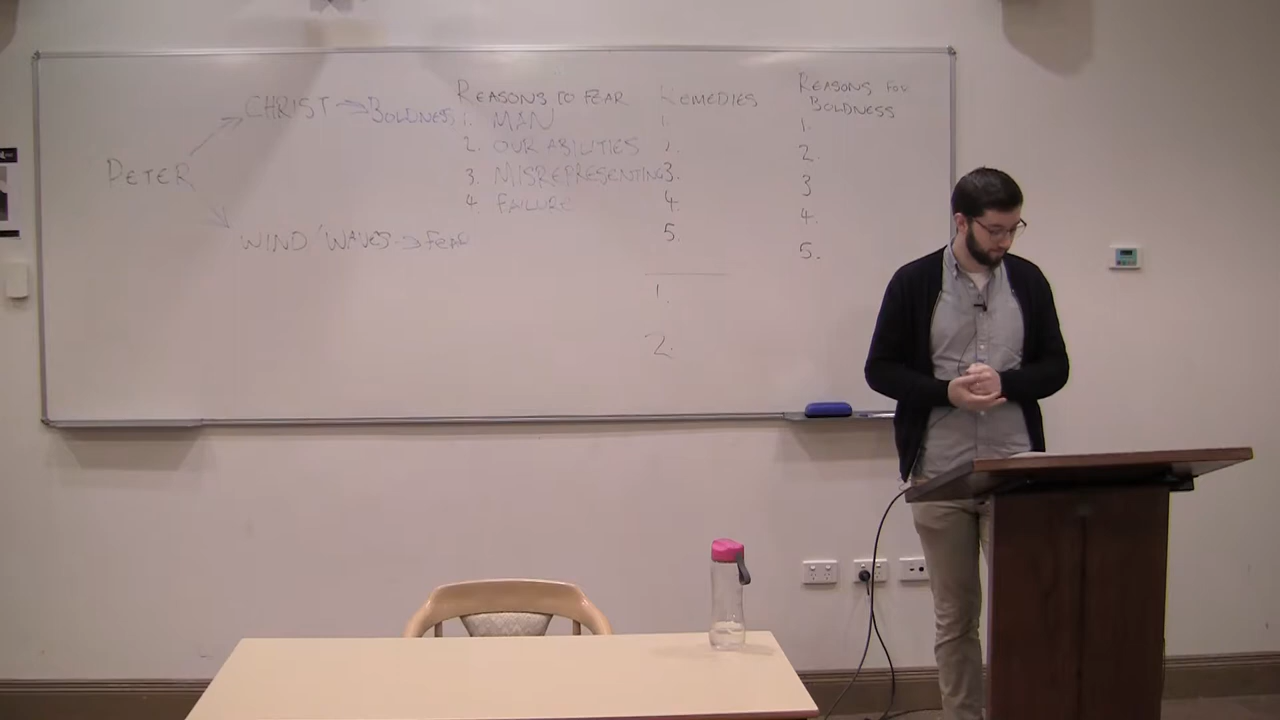 PETER
CHRIST → BOLDNESS
WIND/WAVES → FEAR
REASONS TO FEAR
1. MAN
2. OUR ABILITIES
3. MISREPRESENTING
4. FAILURE
REMEDIES
1.
2.
3.
4.
5.
1.
2.
REASONS FOR
BOLDNESS
1.
2.
3
4.
5.